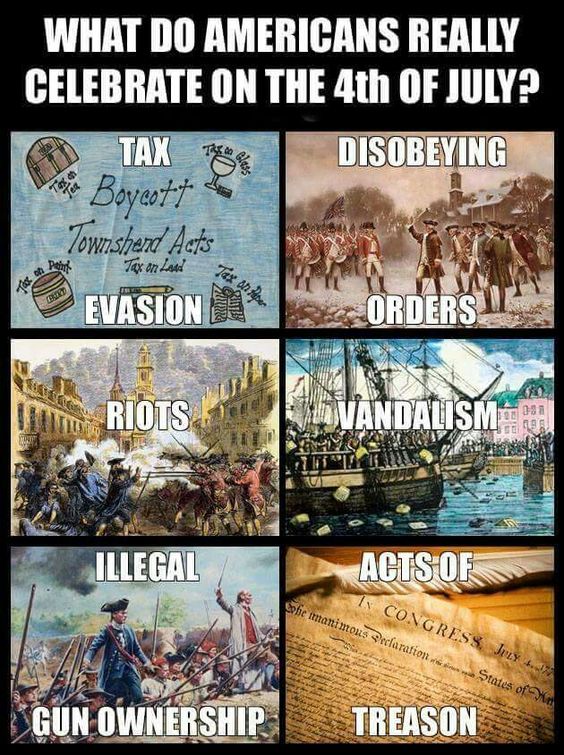 WHAT DO AMERICANS REALLY
CELEBRATE ON THE 4th OF JULY?
TAX
Tax on
Tea
Tax on Glass
Boycott
Townshend Acts
Tax on Lead
Tax on Paint
Tax on Paper
EVASION
DISOBEYING
ORDERS
RIOTS
VANDALISM
ILLEGAL
GUN OWNERSHIP
ACTS OF
IN CONGRESS, JULY 4, 177
The unanimous Declaration States of Am
TREASON